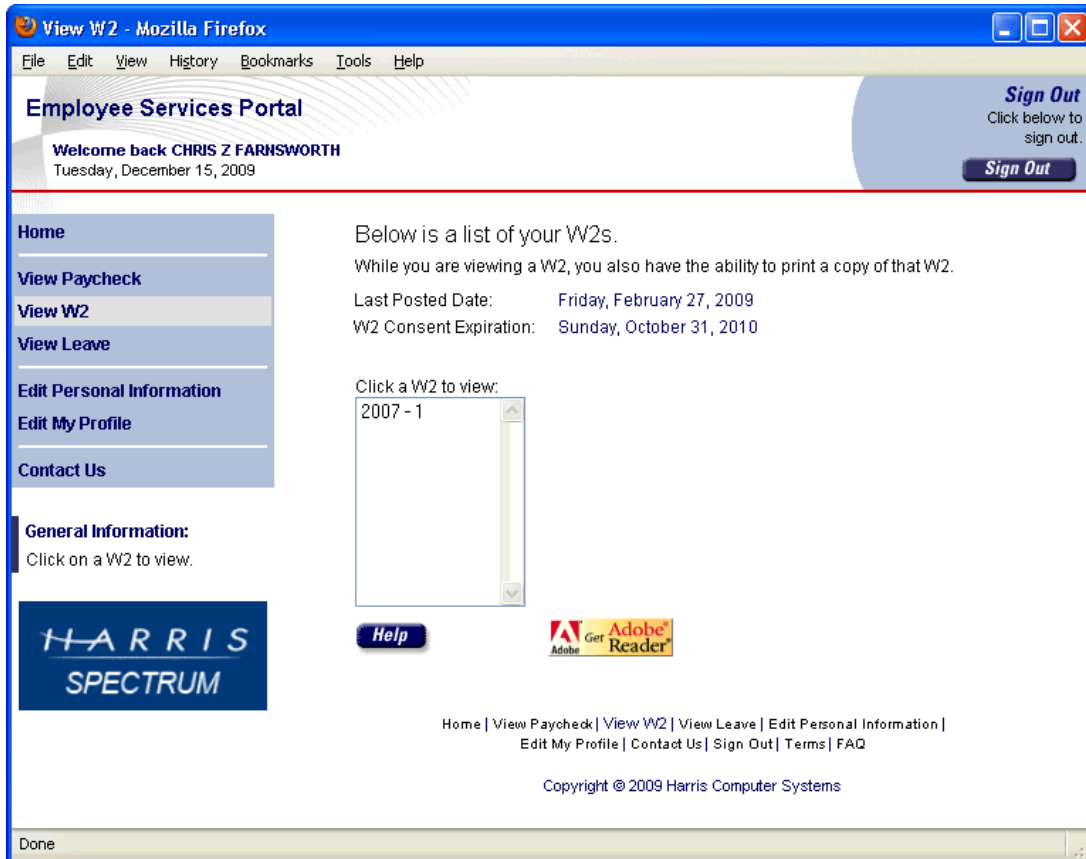 View W2 - Mozilla Firefox
File Edit View History Bookmarks Tools Help
Employee Services Portal
Welcome back CHRIS Z FARNSWORTH
Tuesday, December 15, 2009
Sign Out
Click below to
sign out.
Sign Out
Home
View Paycheck
View W2
View Leave
Edit Personal Information
Edit My Profile
Contact Us
General Information:
Click on a W2 to view.
HARRIS
SPECTRUM
Below is a list of your W2s.
While you are viewing a W2, you also have the ability to print a copy of that W2.
Last Posted Date: Friday, February 27, 2009
W2 Consent Expiration: Sunday, October 31, 2010
Click a W2 to view:
2007 - 1
Help
Adobe Get Adobe® Reader®
Home | View Paycheck | View W2 | View Leave | Edit Personal Information |
Edit My Profile | Contact Us | Sign Out | Terms | FAQ
Copyright © 2009 Harris Computer Systems
Done